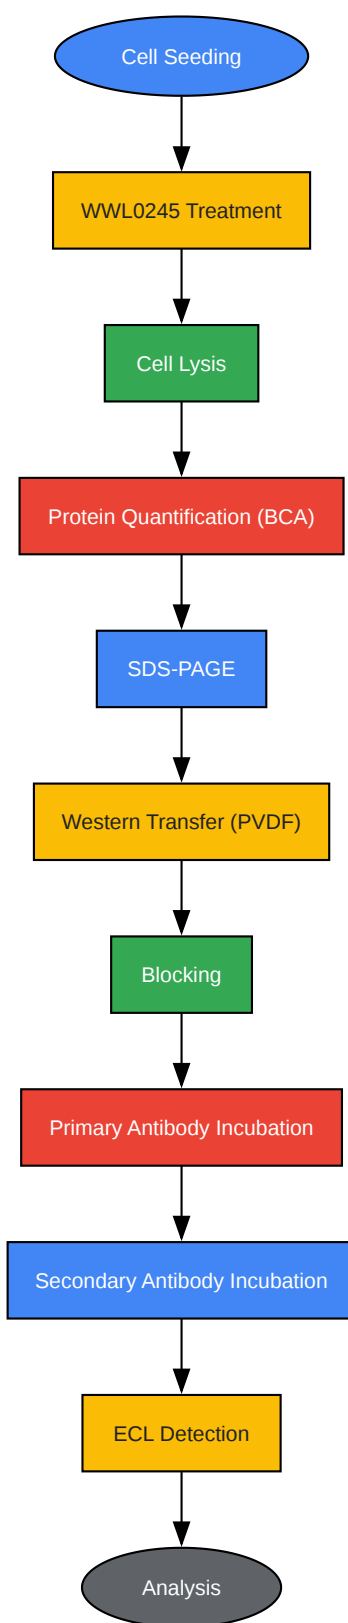 Cell Seeding
WWL0245 Treatment
Cell Lysis
Protein Quantification (BCA)
SDS-PAGE
Western Transfer (PVDF)
Blocking
Primary Antibody Incubation
Secondary Antibody Incubation
ECL Detection
Analysis